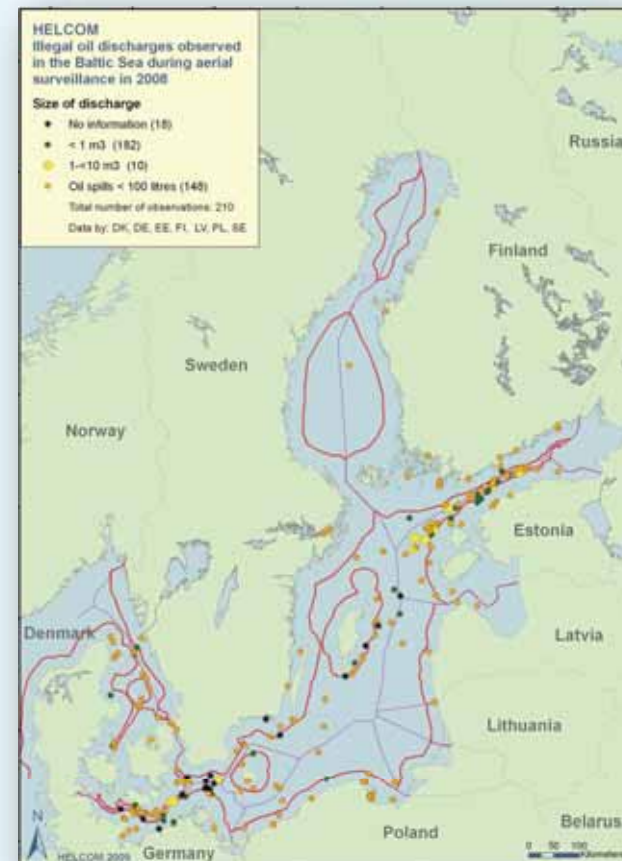 HELCOM
Illegal oil discharges observed
in the Baltic Sea during aerial
surveillance in 2008
Size of discharge
No information (18)
< 1 m3 (182)
1-<10 m3 (10)
Oil spills < 100 litres (148)
Total number of observations: 210
Data by: DK, DE, EE, FI, LV, PL, SE
Russia
Finland
Sweden
Norway
Estonia
Denmark
Latvia
Lithuania
Belarus
Poland
Germany
N
HELCOM 2009
0 50 100
Kilometers